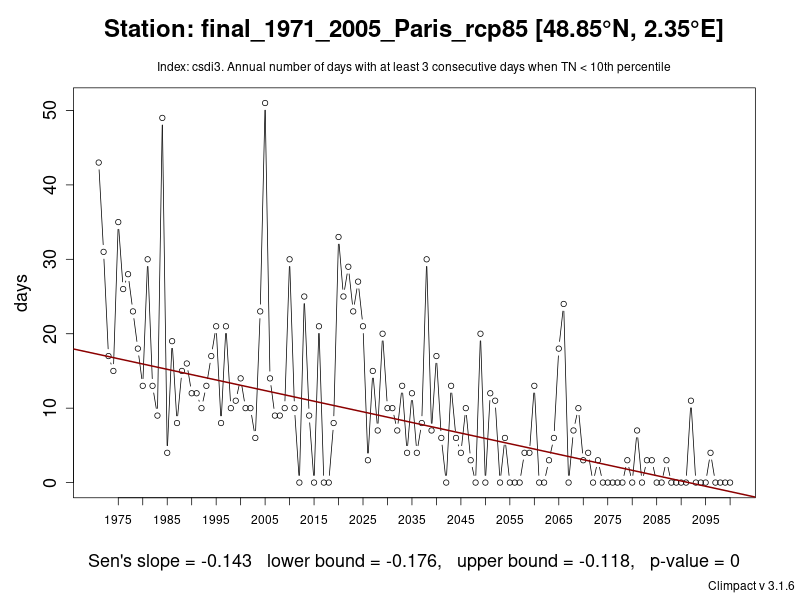 Station: final_1971_2005_Paris_rcp85 [48.85°N, 2.35°E]
Index: csdi3. Annual number of days with at least 3 consecutive days when TN < 10th percentile
days
50
40
30
20
10
0
1975 1985 1995 2005 2015 2025 2035 2045 2055 2065 2075 2085 2095
Sen's slope = -0.143 lower bound = -0.176, upper bound = -0.118, p-value = 0
Climpact v 3.1.6